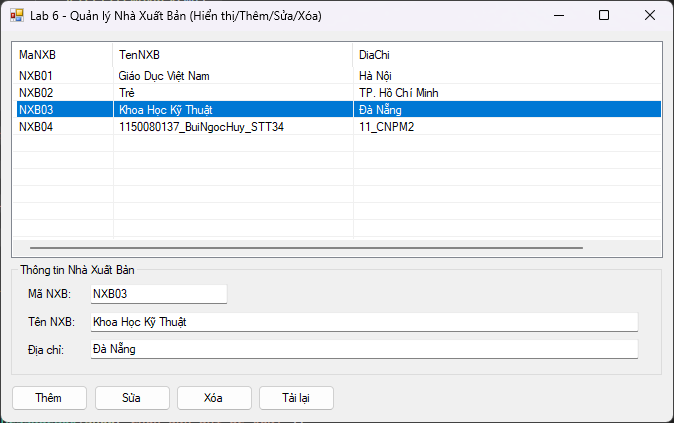 Lab 6 - Quản lý Nhà Xuất Bản (Hiển thị/Thêm/Sửa/Xóa)
MaNXB TenNXB DiaChi
NXB01 Giáo Dục Việt Nam Hà Nội
NXB02 Trẻ TP. Hồ Chí Minh
NXB03 Khoa Học Kỹ Thuật Đà Nẵng
NXB04 1150080137_BuiNgocHuy_STT34 11_CNPM2
Thông tin Nhà Xuất Bản
Mã NXB: NXB03
Tên NXB: Khoa Học Kỹ Thuật
Địa chỉ: Đà Nẵng
Thêm Sửa Xóa Tải lại